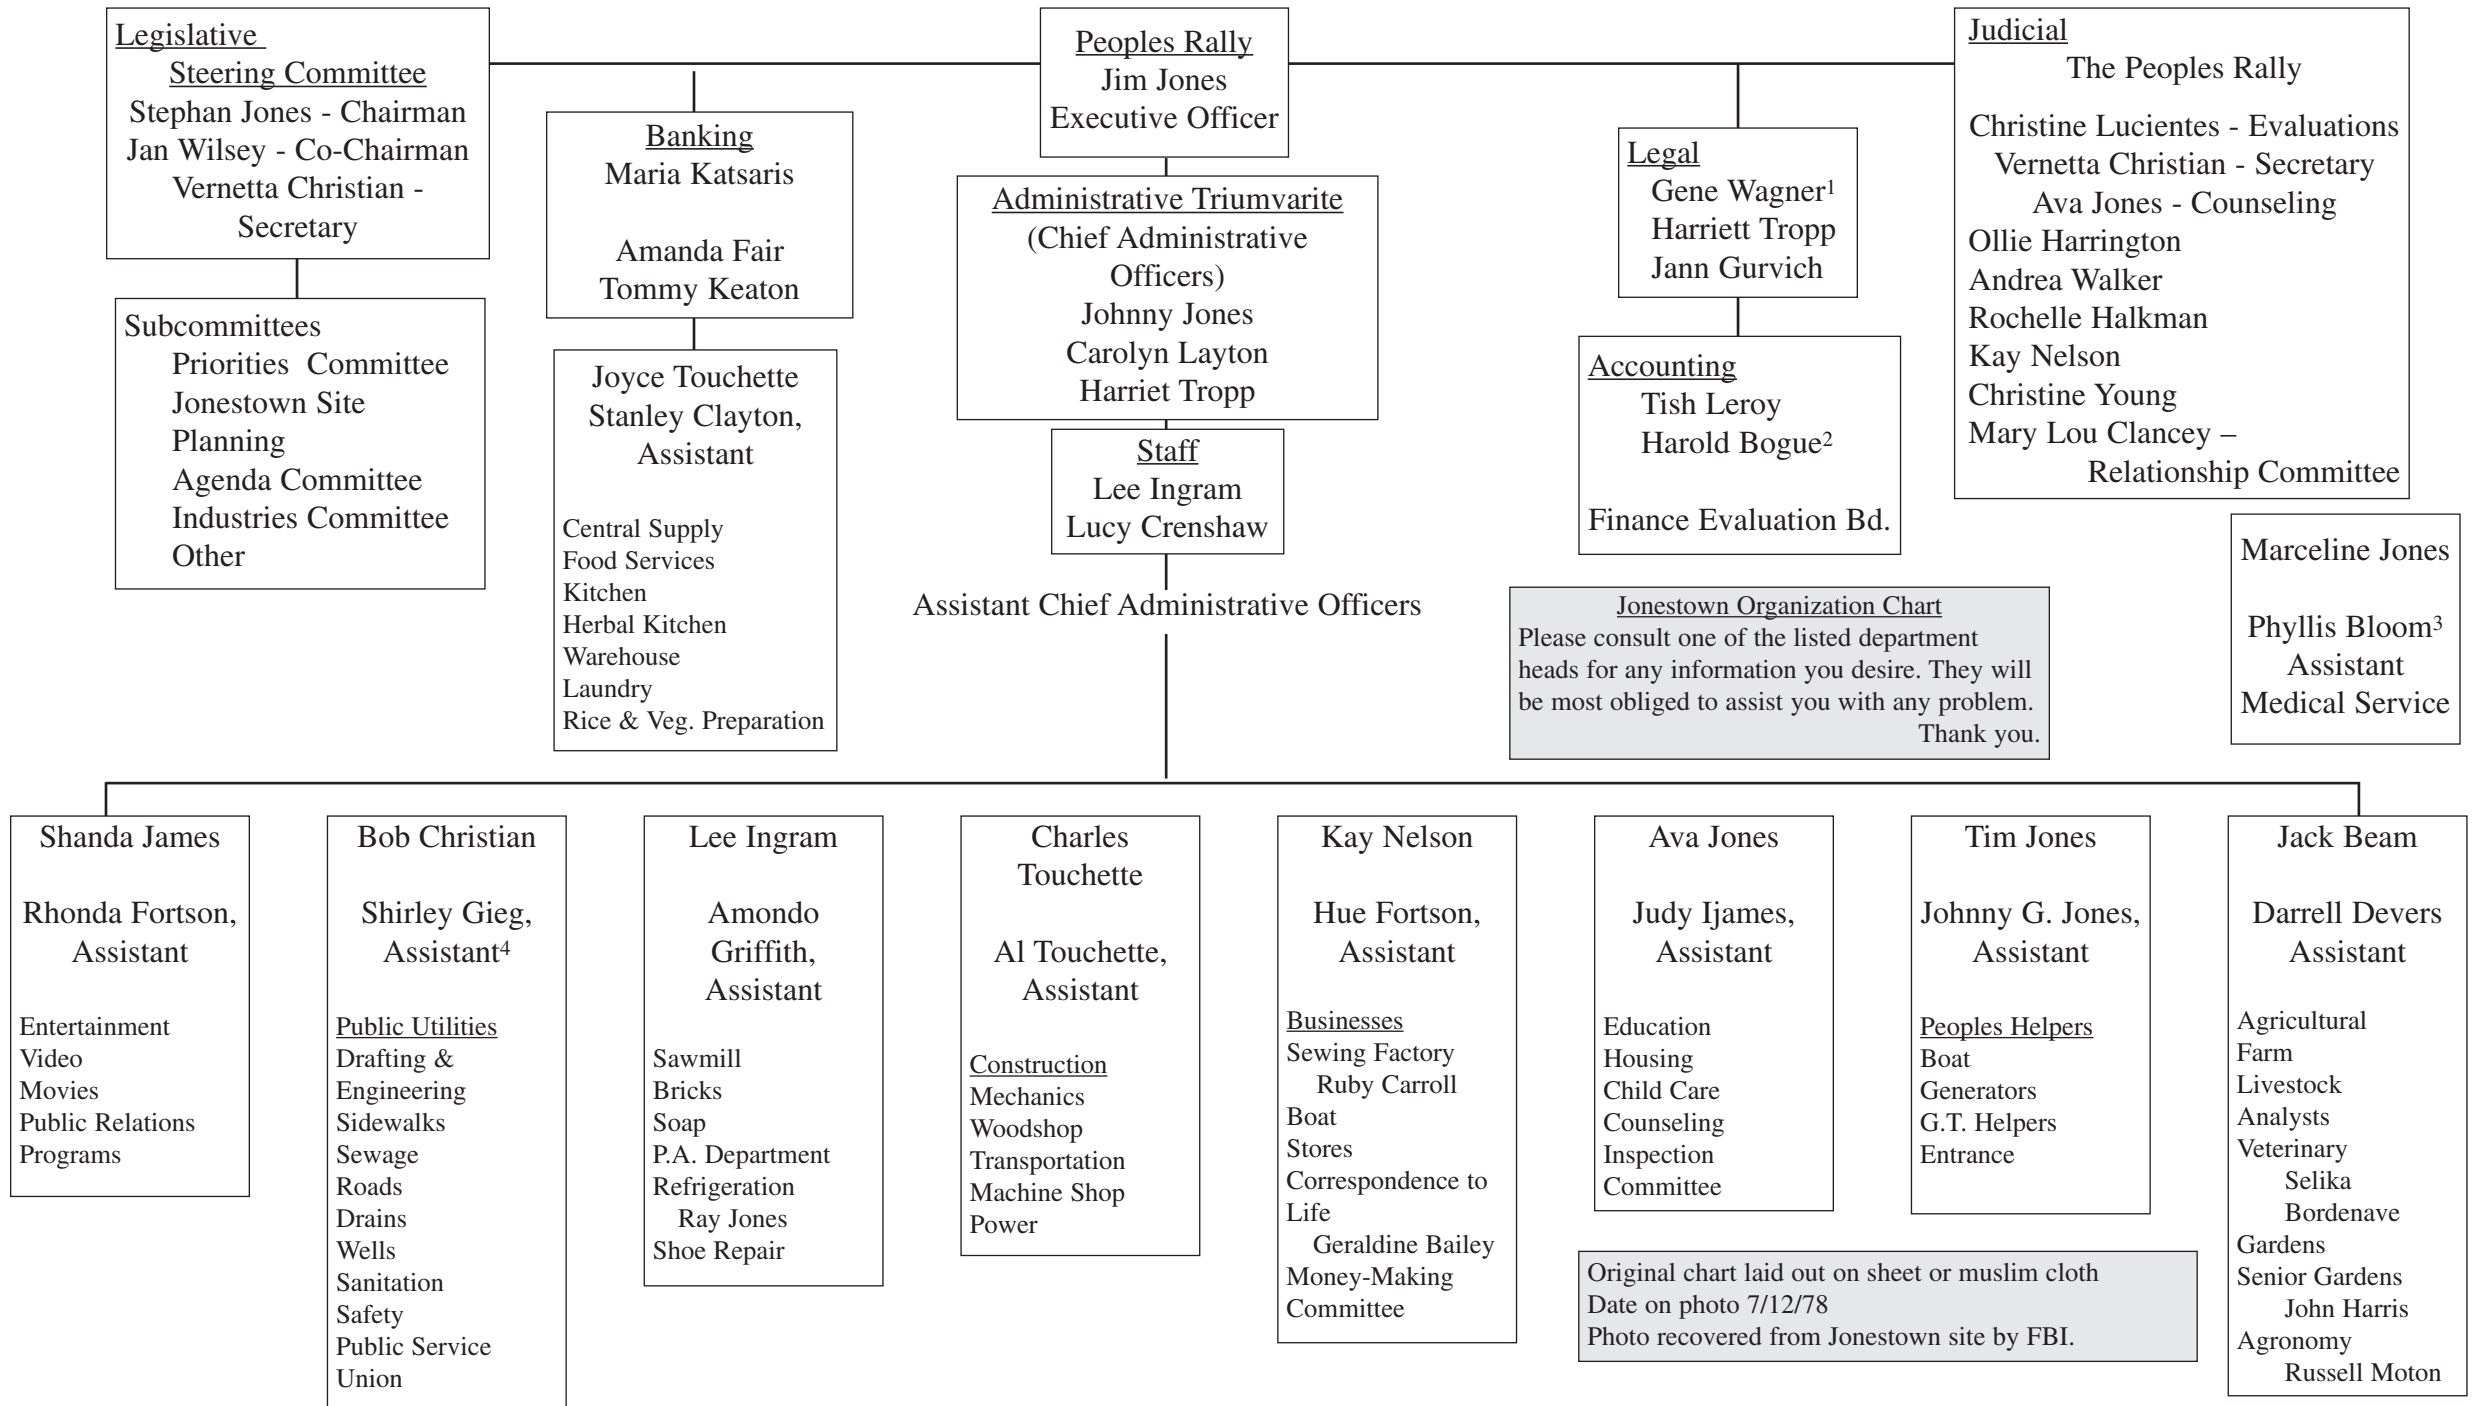 Legislative
Steering Committee
Stephan Jones - Chairman
Jan Wilsey - Co-Chairman
Vernetta Christian -
Secretary
Subcommittees
Priorities Committee
Jonestown Site
Planning
Agenda Committee
Industries Committee
Other
Banking
Maria Katsaris
Amanda Fair
Tommy Keaton
Joyce Touchette
Stanley Clayton,
Assistant
Central Supply
Food Services
Kitchen
Herbal Kitchen
Warehouse
Laundry
Rice & Veg. Preparation
Peoples Rally
Jim Jones
Executive Officer
Administrative Triumvarite
(Chief Administrative
Officers)
Johnny Jones
Carolyn Layton
Harriet Tropp
Staff
Lee Ingram
Lucy Crenshaw
Assistant Chief Administrative Officers
Legal
Gene Wagner1
Harriett Tropp
Jann Gurvich
Accounting
Tish Leroy
Harold Bogue2
Finance Evaluation Bd.
Judicial
The Peoples Rally
Christine Lucientes - Evaluations
Vernetta Christian - Secretary
Ava Jones - Counseling
Ollie Harrington
Andrea Walker
Rochelle Halkman
Kay Nelson
Christine Young
Mary Lou Clancey –
Relationship Committee
Marceline Jones
Phyllis Bloom3
Assistant
Medical Service
Jonestown Organization Chart
Please consult one of the listed department
heads for any information you desire. They will
be most obliged to assist you with any problem.
Thank you.
Shanda James
Rhonda Fortson,
Assistant
Entertainment
Video
Movies
Public Relations
Programs
Bob Christian
Shirley Gieg,
Assistant4
Public Utilities
Drafting &
Engineering
Sidewalks
Sewage
Roads
Drains
Wells
Sanitation
Safety
Public Service
Union
Lee Ingram
Amondo
Griffith,
Assistant
Sawmill
Bricks
Soap
P.A. Department
Refrigeration
Ray Jones
Shoe Repair
Charles
Touchette
Al Touchette,
Assistant
Construction
Mechanics
Woodshop
Transportation
Machine Shop
Power
Kay Nelson
Hue Fortson,
Assistant
Businesses
Sewing Factory
Ruby Carroll
Boat
Stores
Correspondence to
Life
Geraldine Bailey
Money-Making
Committee
Ava Jones
Judy Ijames,
Assistant
Education
Housing
Child Care
Counseling
Inspection
Committee
Tim Jones
Johnny G. Jones,
Assistant
Peoples Helpers
Boat
Generators
G.T. Helpers
Entrance
Jack Beam
Darrell Devers
Assistant
Agricultural
Farm
Livestock
Analysts
Veterinary
Selika
Bordenave
Gardens
Senior Gardens
John Harris
Agronomy
Russell Moton
Original chart laid out on sheet or muslim cloth
Date on photo 7/12/78
Photo recovered from Jonestown site by FBI.